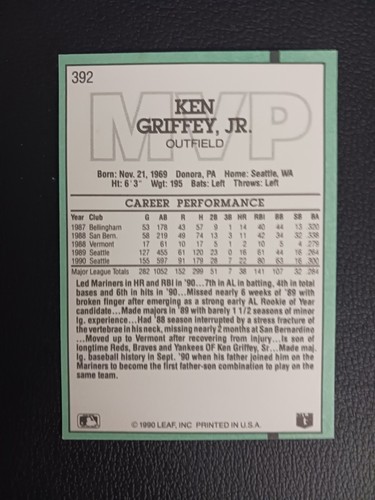 392
MVP
KEN
GRIFFEY, JR.
OUTFIELD
Born: Nov. 21, 1969 Donora, PA Home: Seattle, WA
Ht: 6'3" Wgt: 195 Bats: Left Throws: Left
CAREER PERFORMANCE
Year Club G AB R H 2B 3B HR RBI BB SB BA
1987 Bellingham 53 178 43 57 9 1 14 40 44 13 .320
1988 San Bern. 58 219 49 74 13 3 11 42 34 32 .338
1988 Vermont 17 61 10 17 5 1 2 10 5 4 .279
1989 Seattle 127 455 61 120 23 0 16 61 44 16 .264
1990 Seattle 155 597 91 179 28 7 22 80 63 16 .300
Major League Totals 282 1052 152 299 51 7 38 141 107 32 .284
Led Mariners in HR and RBI in '90...7th in AL in batting, 4th in total
bases and 6th in hits in '90...Missed nearly 6 weeks of '89 with
broken finger after emerging as a strong early AL Rookie of Year
candidate...Made majors in '89 with barely 1 1/2 seasons of minor
lg. experience...Had '88 season interrupted by a stress fracture of
the vertebrae in his neck, missing nearly 2 months at San Bernardino
...Moved up to Vermont after recovering from injury...Is son of
longtime Reds, Braves and Yankees OF Ken Griffey, Sr...Made maj.
lg. baseball history in Sept. '90 when his father joined him on the
Mariners to become the first father-son combination to play on
the same team.
© 1990 LEAF, INC PRINTED IN U.S.A.